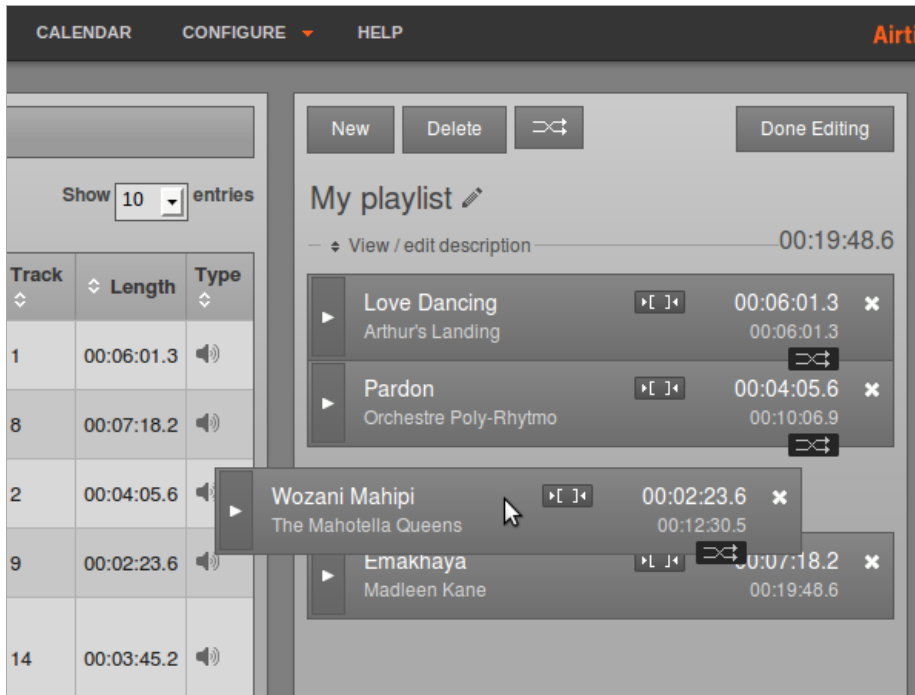 CALENDAR CONFIGURE HELP Airti
New Delete Done Editing
Show 10 entries
My playlist
View / edit description 00:19:48.6
Track Length Type
Love Dancing 00:06:01.3
Arthur's Landing 00:06:01.3
1 00:06:01.3
Pardon 00:04:05.6
Orchestre Poly-Rhytmo 00:10:06.9
8 00:07:18.2
2 00:04:05.6
Wozani Mahipi 00:02:23.6
The Mahotella Queens 00:12:30.5
9 00:02:23.6
Emakhaya 00:07:18.2
Madleen Kane 00:19:48.6
14 00:03:45.2